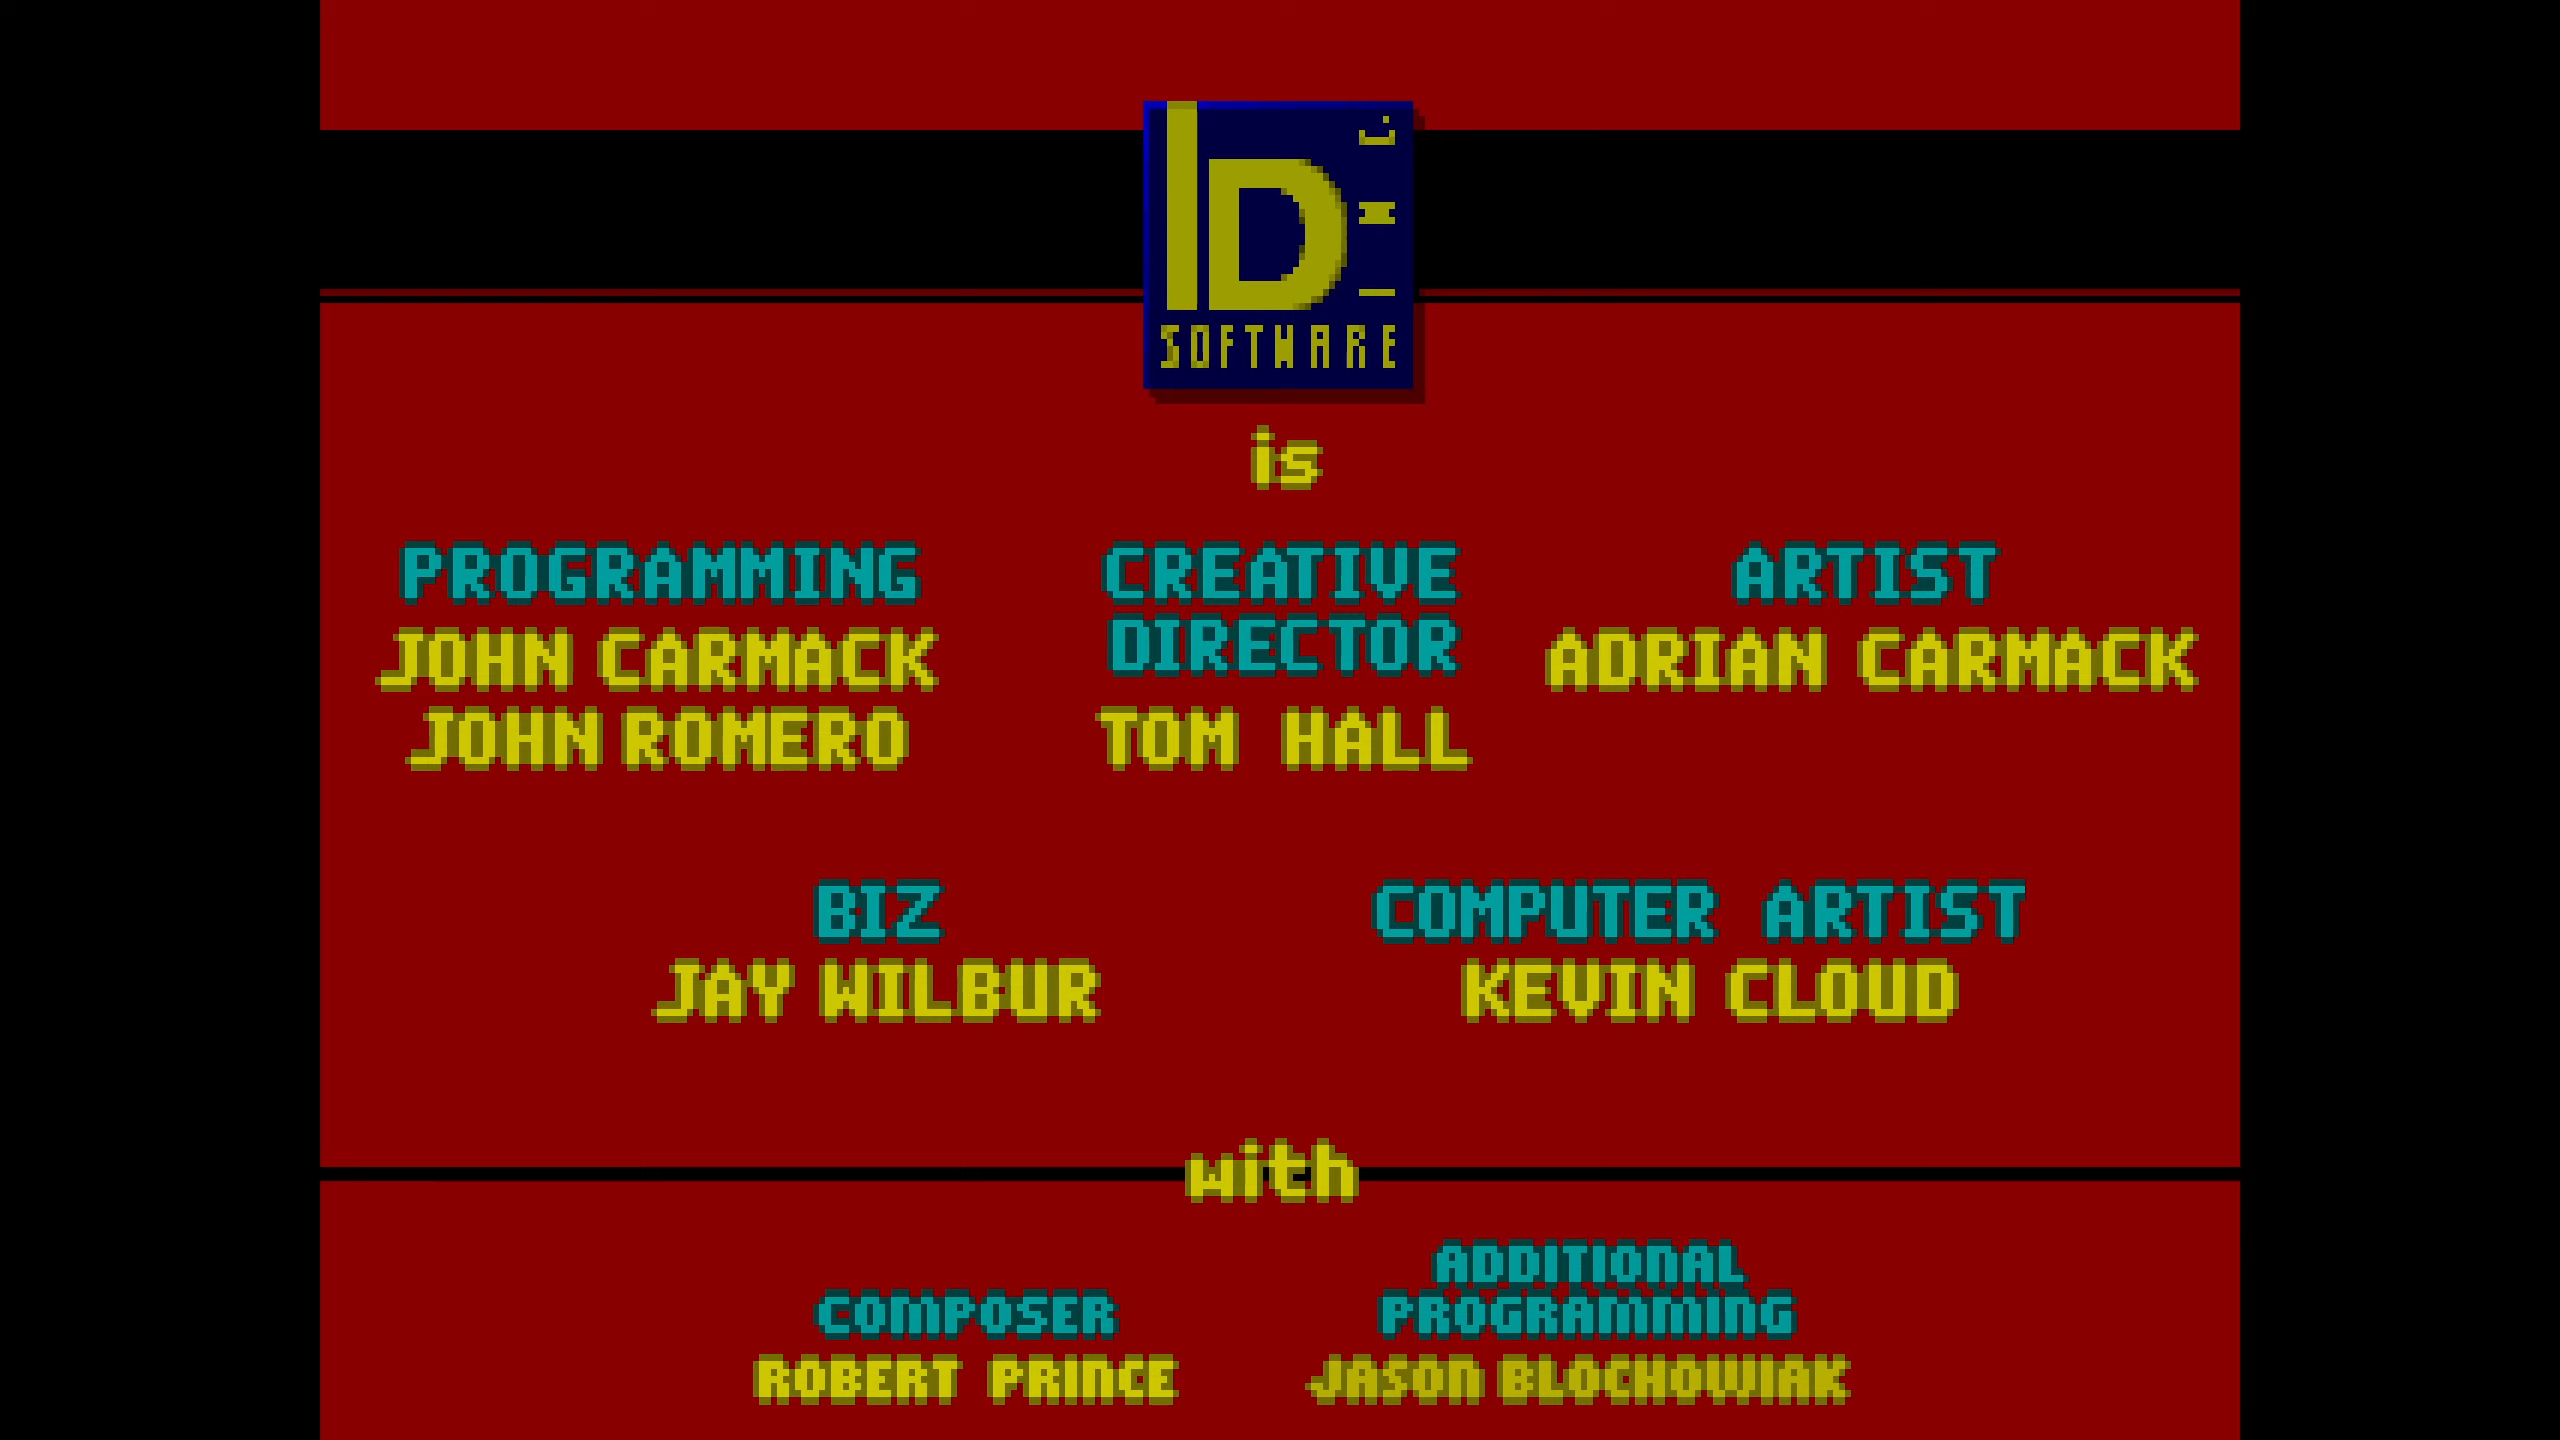 ID
INC.
SOFTWARE
is
PROGRAMMING
JOHN CARMACK
JOHN ROMERO
CREATIVE
DIRECTOR
TOM HALL
ARTIST
ADRIAN CARMACK
BIZ
JAY WILBUR
COMPUTER ARTIST
KEVIN CLOUD
with
COMPOSER
ROBERT PRINCE
ADDITIONAL
PROGRAMMING
JASON BLOCHOWIAK